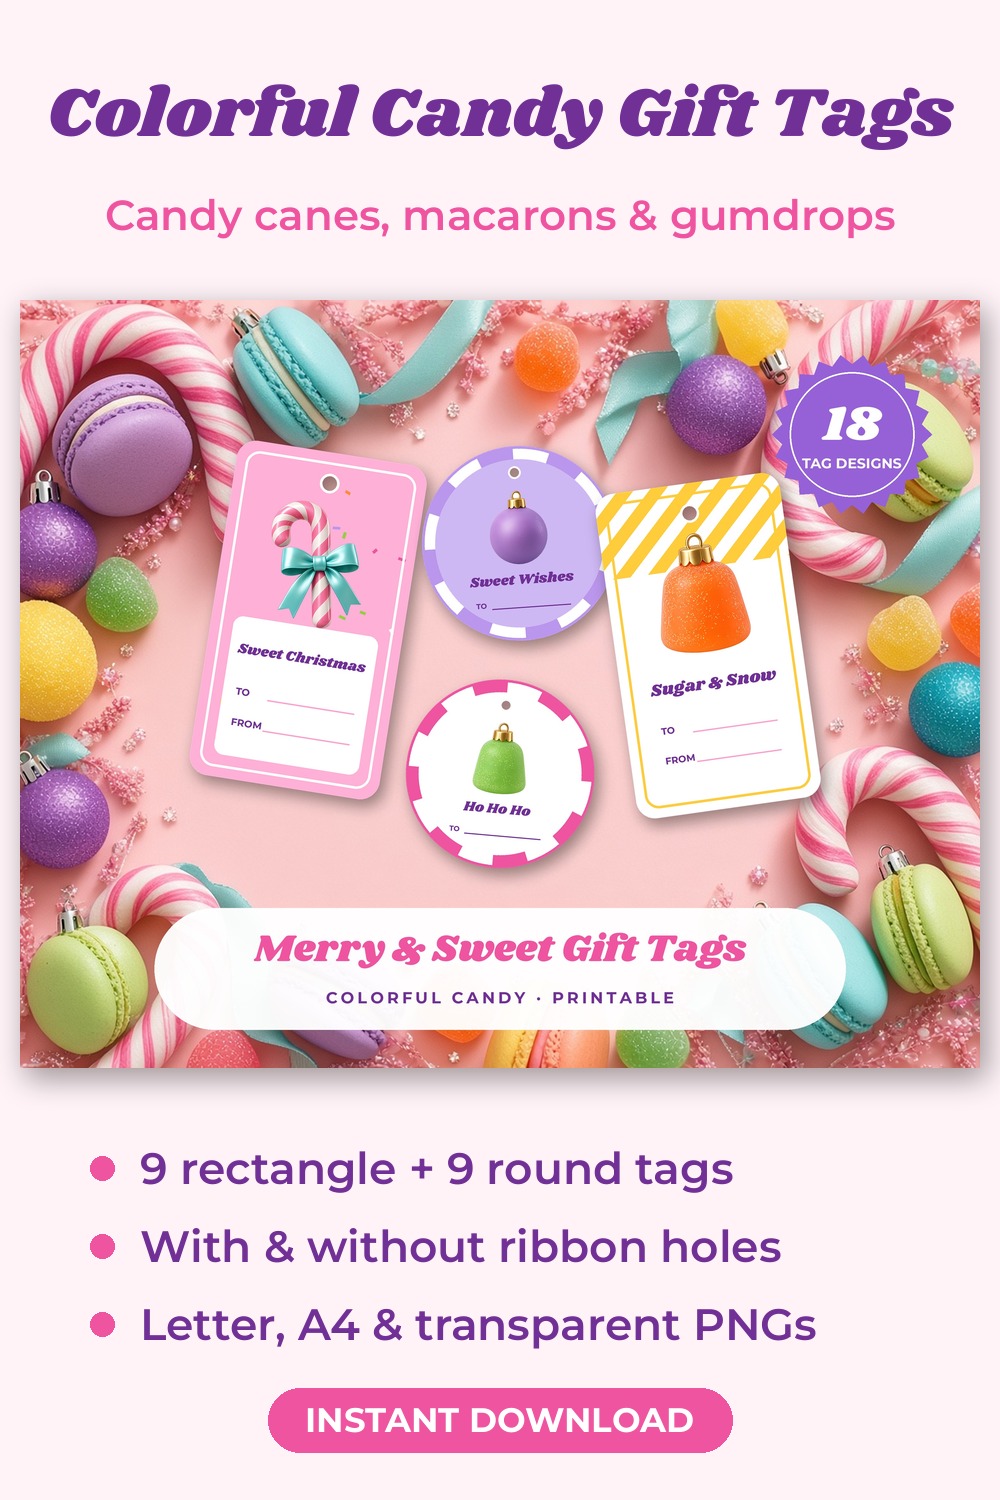 Colorful Candy Gift Tags
Candy canes, macarons & gumdrops
18
TAG DESIGNS
Sweet Christmas
TO
FROM
Sweet Wishes
TO
Sugar & Snow
TO
FROM
Ho Ho Ho
TO
Merry & Sweet Gift Tags
COLORFUL CANDY · PRINTABLE
9 rectangle + 9 round tags
With & without ribbon holes
Letter, A4 & transparent PNGs
INSTANT DOWNLOAD